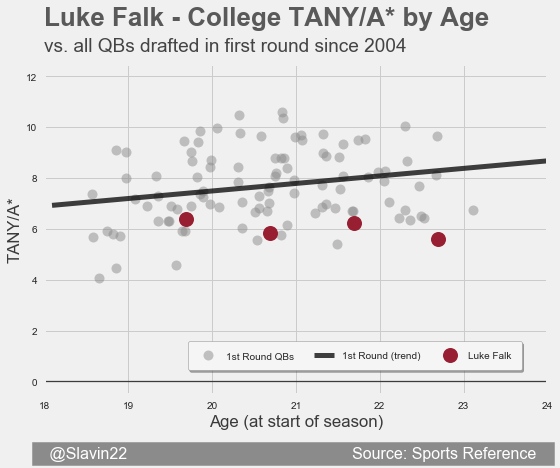 Luke Falk - College TANY/A* by Age
vs. all QBs drafted in first round since 2004
12
10
8
6
4
2
0
TANY/A*
1st Round QBs
1st Round (trend)
Luke Falk
18 19 20 21 22 23 24
Age (at start of season)
@Slavin22
Source: Sports Reference